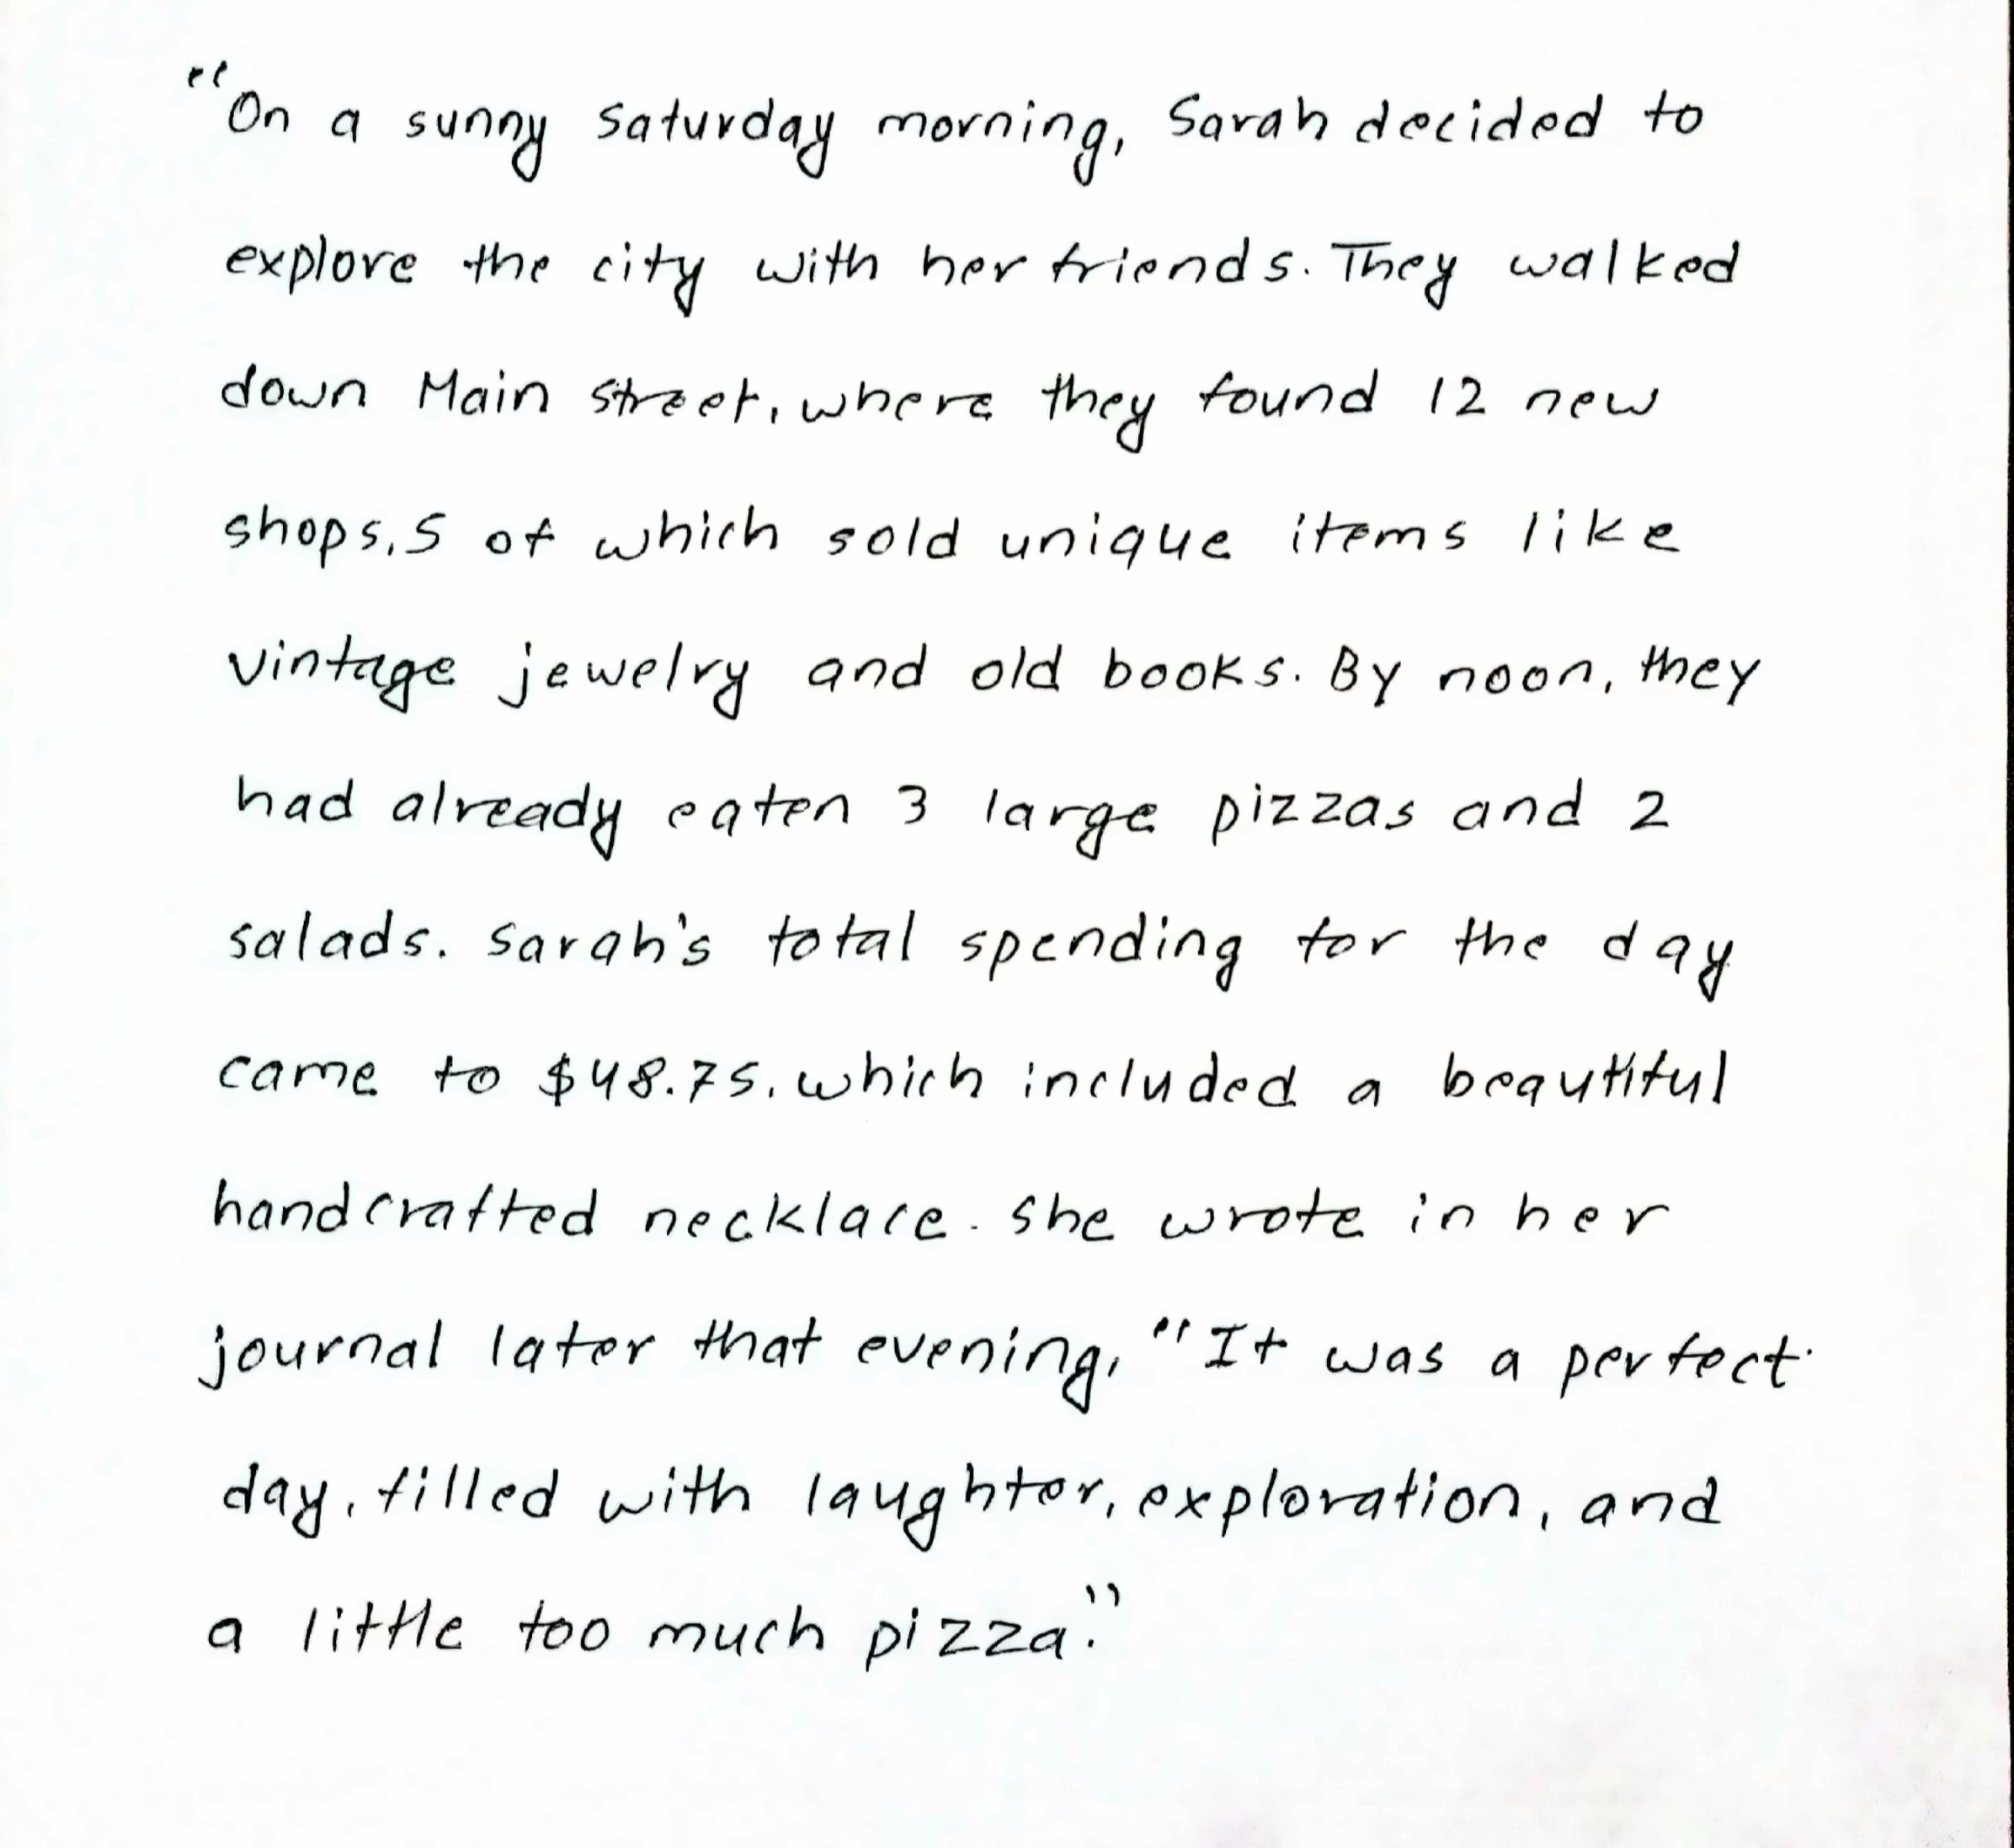 "On a sunny Saturday morning, Sarah decided to
explore the city with her friends. They walked
down Main Street, where they found 12 new
shops, 5 of which sold unique items like
vintage jewelry and old books. By noon, they
had already eaten 3 large pizzas and 2
salads. Sarah's total spending for the day
came to $48.75, which included a beautiful
handcrafted necklace. She wrote in her
journal later that evening, "It was a perfect
day, filled with laughter, exploration, and
a little too much pizza."